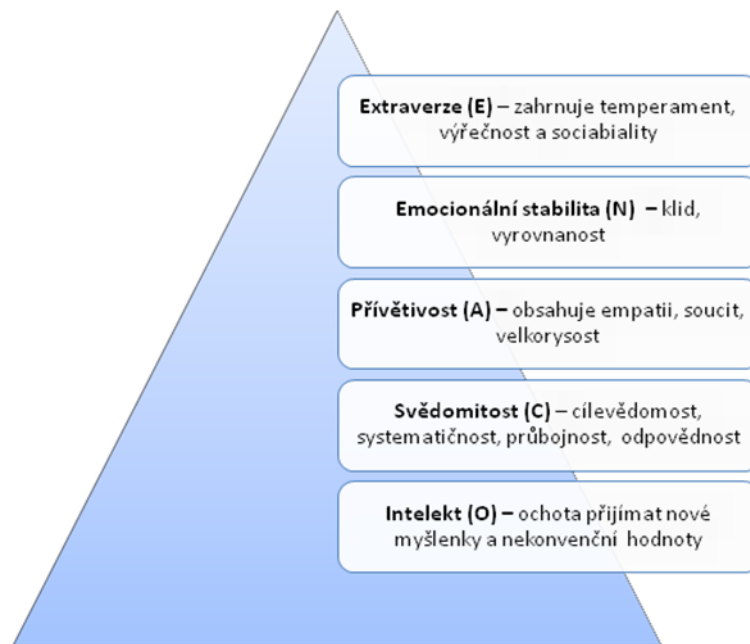 Extraverze (E) – zahrnuje temperament,
výřečnost a sociabiality
Emocionální stabilita (N) – klid,
vyrovnanost
Přívětivost (A) – obsahuje empatii, soucit,
velkorysost
Svědomitost (C) – cílevědomost,
systematičnost, průbojnost, odpovědnost
Intelekt (O) – ochota přijímat nové
myšlenky a nekonvenční hodnoty